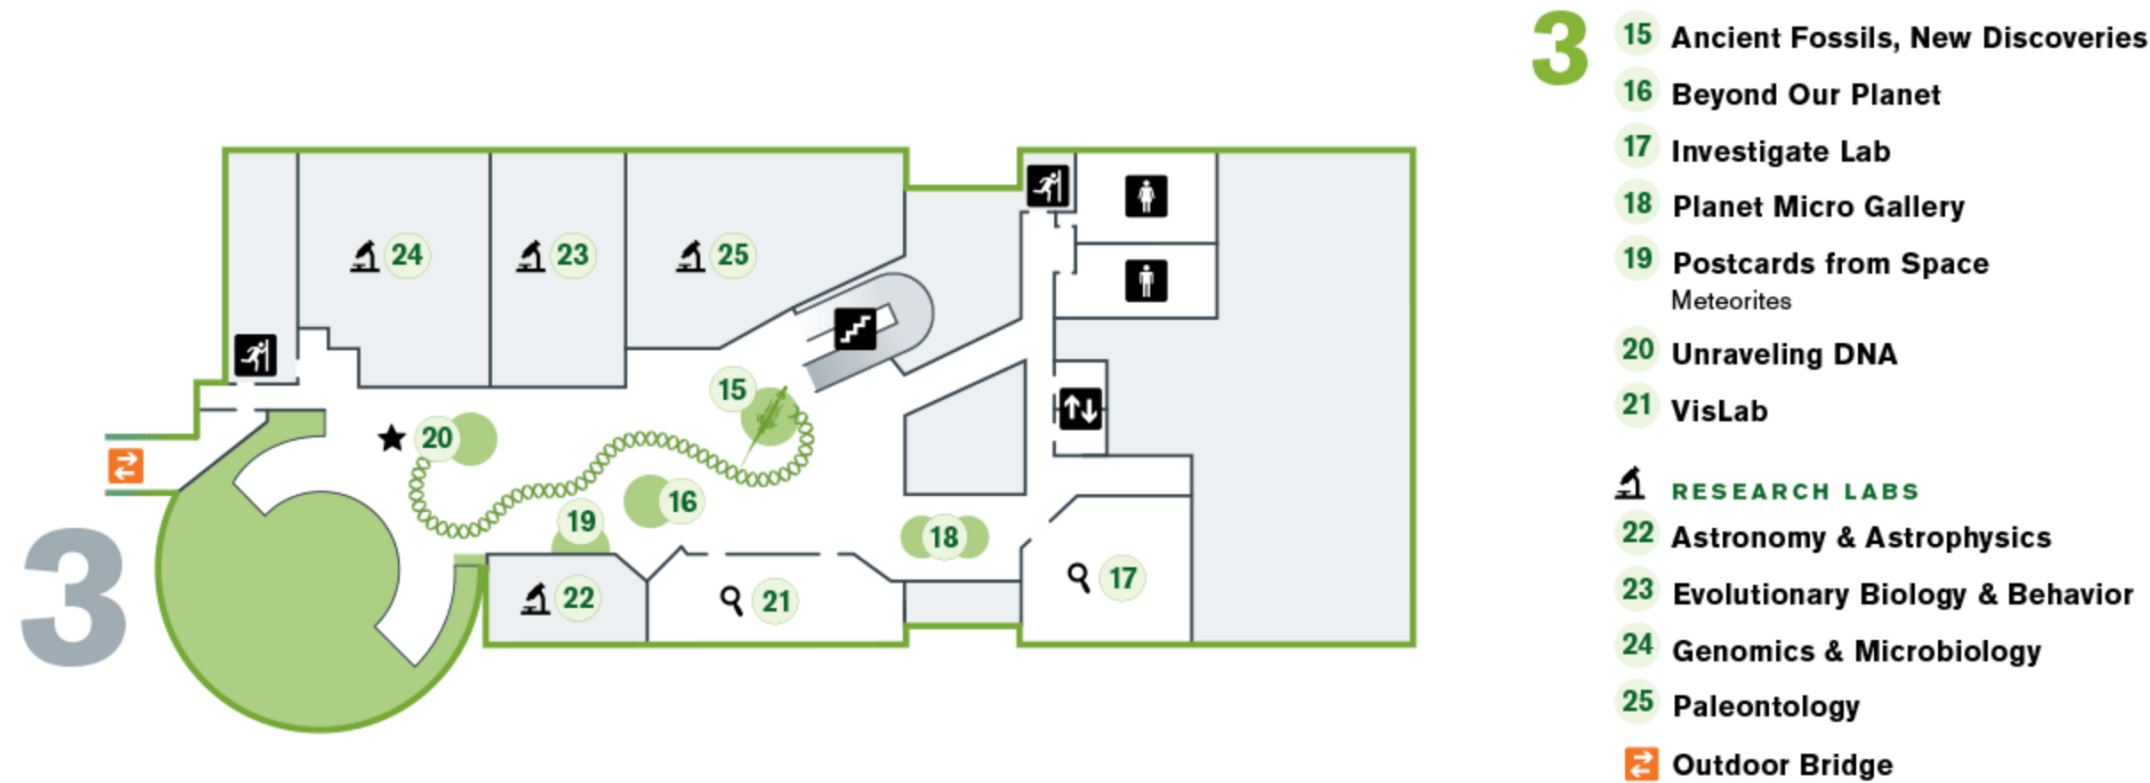 24
23
25
15
20
16
19
18
22
21
17
3
3
15 Ancient Fossils, New Discoveries
16 Beyond Our Planet
17 Investigate Lab
18 Planet Micro Gallery
19 Postcards from Space
Meteorites
20 Unraveling DNA
21 VisLab
RESEARCH LABS
22 Astronomy & Astrophysics
23 Evolutionary Biology & Behavior
24 Genomics & Microbiology
25 Paleontology
Outdoor Bridge